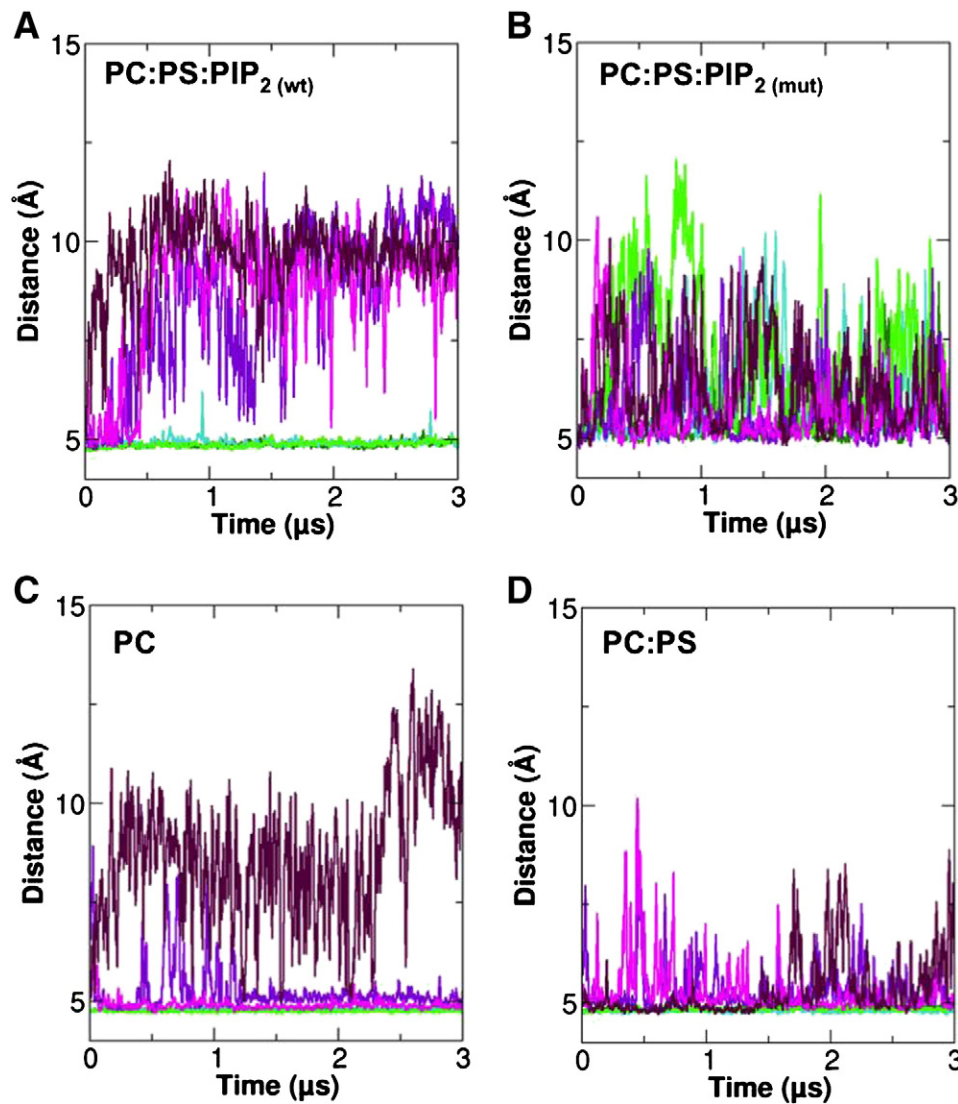 A
PC:PS:PIP2 (wt)
15
10
5
Distance (Å)
0 1 2 3
Time (µs)
B
PC:PS:PIP2 (mut)
15
10
5
Distance (Å)
0 1 2 3
Time (µs)
C
PC
15
10
5
Distance (Å)
0 1 2 3
Time (µs)
D
PC:PS
15
10
5
Distance (Å)
0 1 2 3
Time (µs)